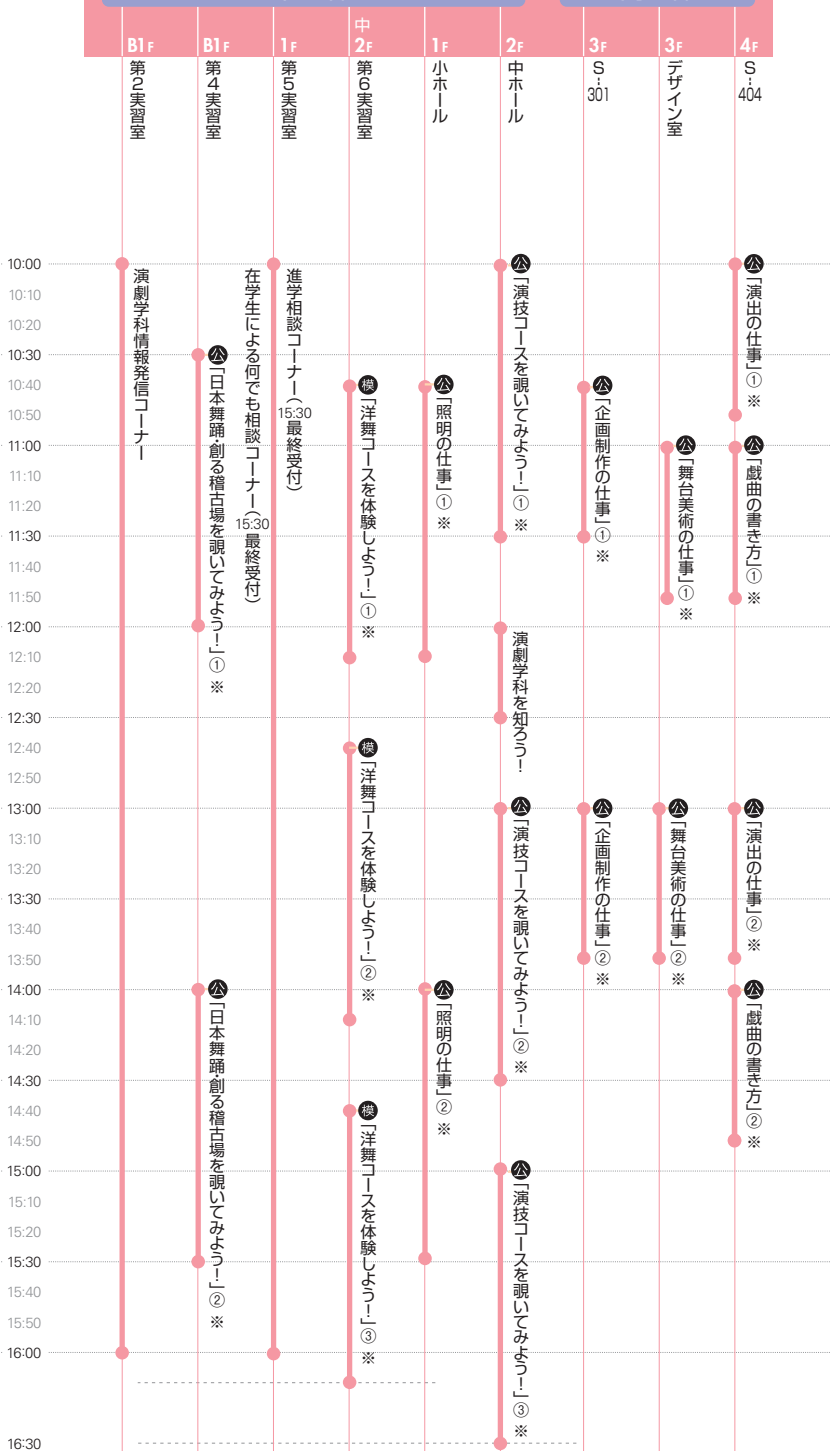 B1F
B1F
1F
中
2F
1F
2F
3F
3F
4F
第2実習室
第4実習室
第5実習室
第6実習室
小ホール
中ホール
S-301
デザイン室
S-404
10:00
10:10
10:20
10:30
10:40
10:50
11:00
11:10
11:20
11:30
11:40
11:50
12:00
12:10
12:20
12:30
12:40
12:50
13:00
13:10
13:20
13:30
13:40
13:50
14:00
14:10
14:20
14:30
14:40
14:50
15:00
15:10
15:20
15:30
15:40
15:50
16:00
16:30
演劇学科情報発信コーナー
公「日本舞踊・創る稽古場を覗いてみよう!」① ※
公「日本舞踊・創る稽古場を覗いてみよう!」② ※
進学相談コーナー(15:30最終受付)
在学生による何でも相談コーナー(15:30最終受付)
模「洋舞コースを体験しよう!」① ※
模「洋舞コースを体験しよう!」② ※
模「洋舞コースを体験しよう!」③ ※
公「照明の仕事」① ※
公「照明の仕事」② ※
公「演技コースを覗いてみよう!」① ※
演劇学科を知ろう!
公「演技コースを覗いてみよう!」② ※
公「演技コースを覗いてみよう!」③ ※
公「企画制作の仕事」① ※
公「企画制作の仕事」② ※
公「舞台美術の仕事」① ※
公「舞台美術の仕事」② ※
公「演出の仕事」① ※
公「戯曲の書き方」① ※
公「演出の仕事」② ※
公「戯曲の書き方」② ※